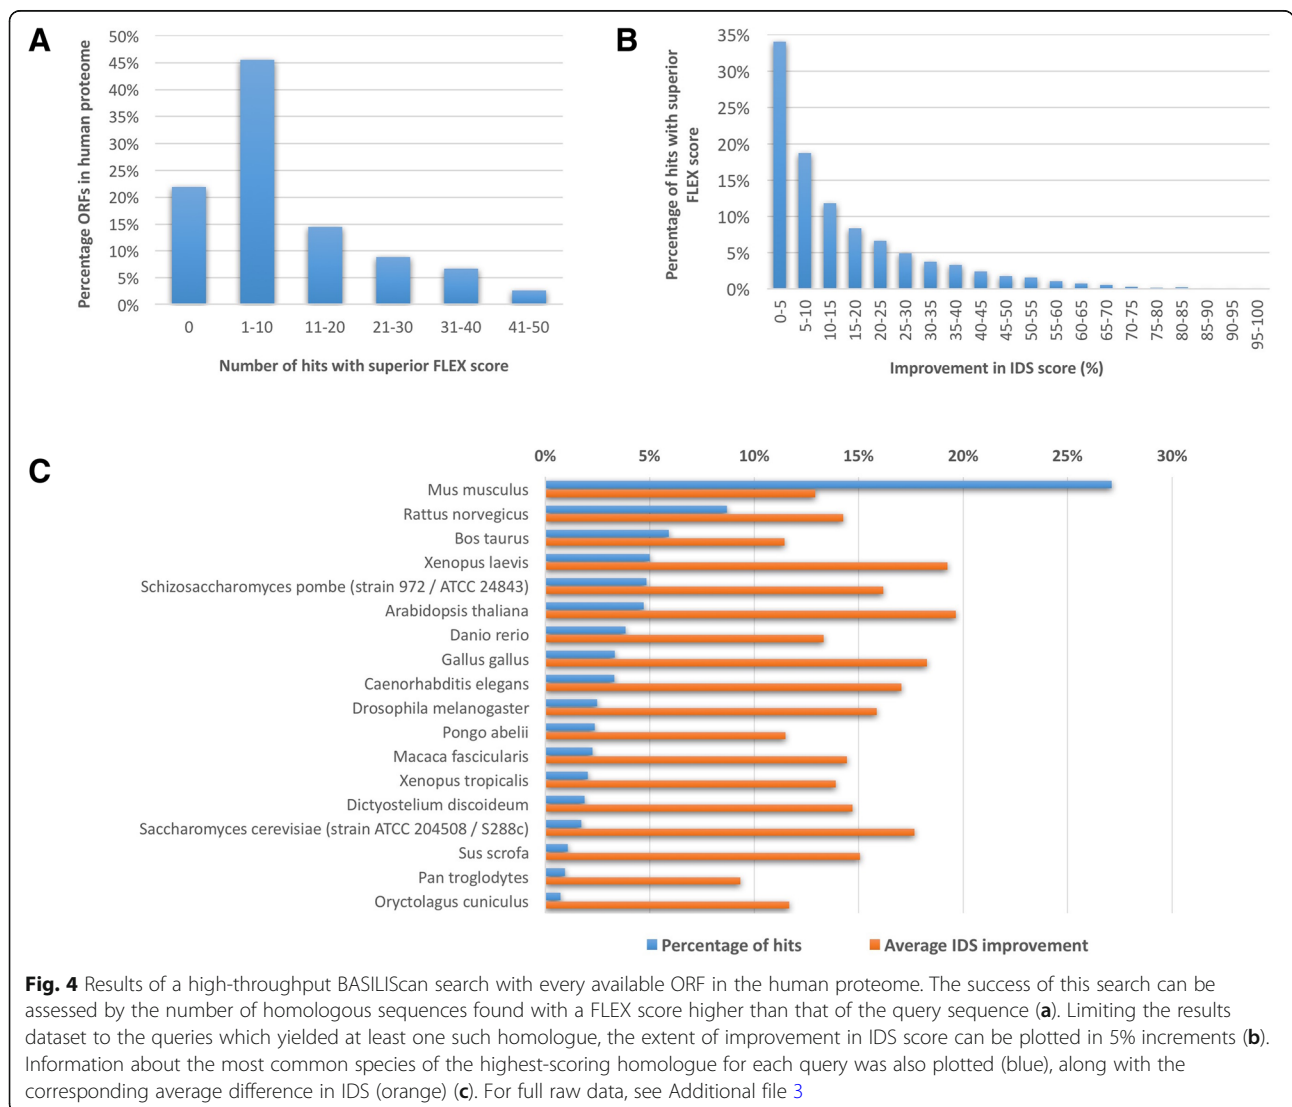 A
50%
45%
40%
35%
30%
25%
20%
15%
10%
5%
0%
Percentage ORFs in human proteome
0 1-10 11-20 21-30 31-40 41-50
Number of hits with superior FLEX score
B
35%
30%
25%
20%
15%
10%
5%
0%
Percentage of hits with superior
FLEX score
0-5 5-10 10-15 15-20 20-25 25-30 30-35 35-40 40-45 45-50 50-55 55-60 60-65 65-70 70-75 75-80 80-85 85-90 90-95 95-100
Improvement in IDS score (%)
C
0% 5% 10% 15% 20% 25% 30%
Mus musculus
Rattus norvegicus
Bos taurus
Xenopus laevis
Schizosaccharomyces pombe (strain 972 / ATCC 24843)
Arabidopsis thaliana
Danio rerio
Gallus gallus
Caenorhabditis elegans
Drosophila melanogaster
Pongo abelii
Macaca fascicularis
Xenopus tropicalis
Dictyostelium discoideum
Saccharomyces cerevisiae (strain ATCC 204508 / S288c)
Sus scrofa
Pan troglodytes
Oryctolagus cuniculus
Percentage of hits Average IDS improvement
Fig. 4 Results of a high-throughput BASILIScan search with every available ORF in the human proteome. The success of this search can be
assessed by the number of homologous sequences found with a FLEX score higher than that of the query sequence (a). Limiting the results
dataset to the queries which yielded at least one such homologue, the extent of improvement in IDS score can be plotted in 5% increments (b).
Information about the most common species of the highest-scoring homologue for each query was also plotted (blue), along with the
corresponding average difference in IDS (orange) (c). For full raw data, see Additional file 3